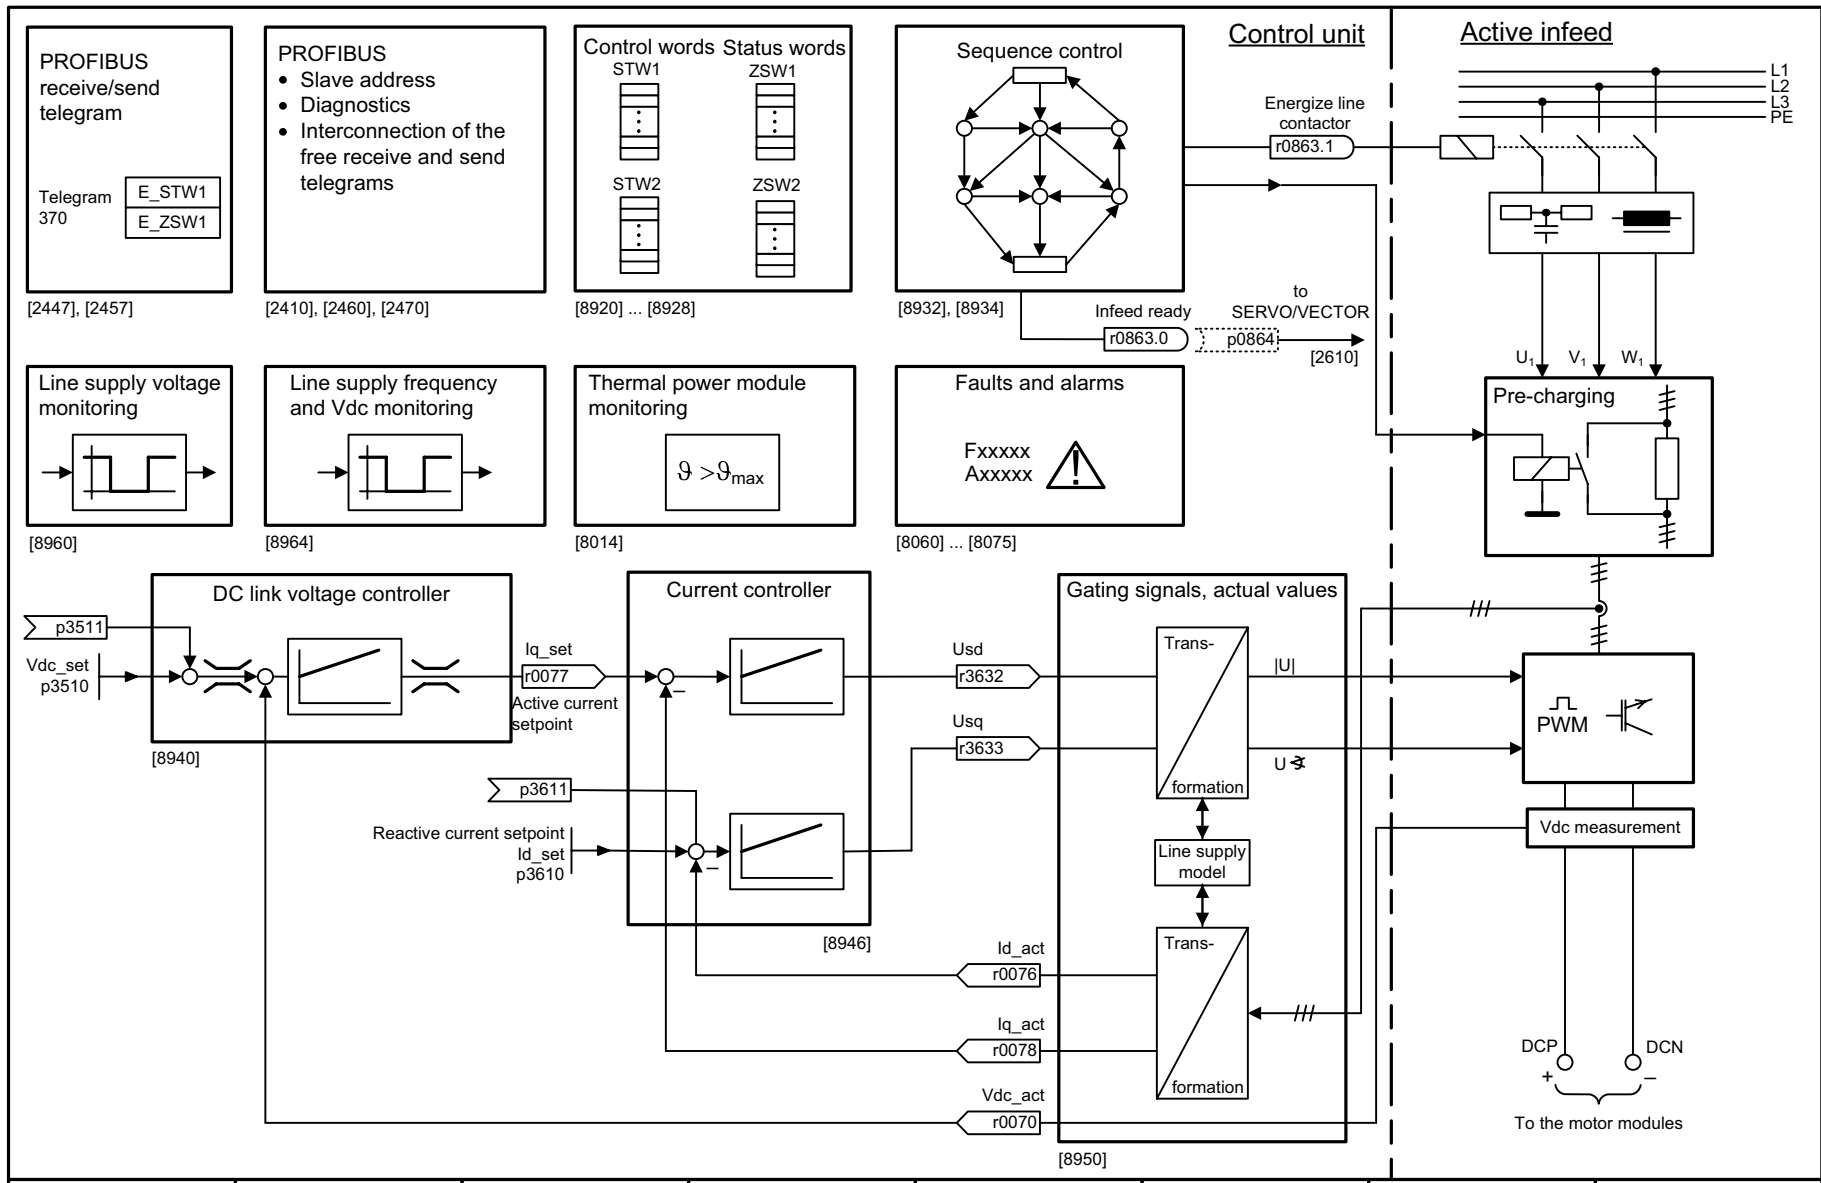 PROFIBUS
receive/send
telegram
Telegram
370
E_STW1
E_ZSW1
[2447], [2457]
PROFIBUS
• Slave address
• Diagnostics
• Interconnection of the
free receive and send
telegrams
[2410], [2460], [2470]
Control words
Status words
STW1
ZSW1
STW2
ZSW2
[8920] ... [8928]
Sequence control
[8932], [8934]
Control unit
Active infeed
Energize line
contactor
r0863.1
L1
L2
L3
PE
Infeed ready
r0863.0
to
SERVO/VECTOR
p0864
[2610]
U1
V1
W1
Pre-charging
Line supply voltage
monitoring
[8960]
Line supply frequency
and Vdc monitoring
[8964]
Thermal power module
monitoring
ϑ >ϑmax
[8014]
Faults and alarms
Fxxxxx
Axxxxx
!
[8060] ... [8075]
DC link voltage controller
p3511
Vdc_set
p3510
[8940]
Iq_set
r0077
Active current
setpoint
Current controller
p3611
Reactive current setpoint
Id_set
p3610
–
–
[8946]
Usd
r3632
Usq
r3633
Id_act
r0076
Iq_act
r0078
Vdc_act
r0070
Gating signals, actual values
Trans-
formation
Line supply
model
Trans-
formation
[8950]
|U|
U ∢
PWM
Vdc measurement
DCP
DCN
+
–
To the motor modules